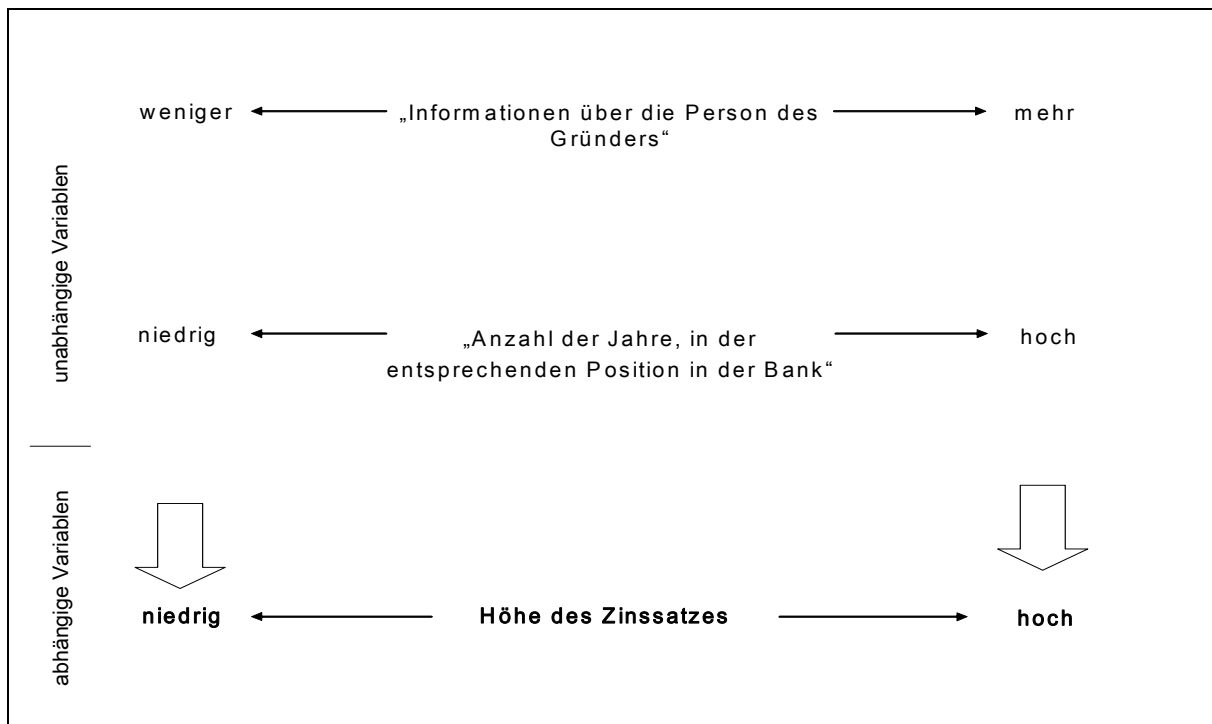 unabhängige Variablen
weniger
„Informationen über die Person des
Gründers“
mehr
niedrig
„Anzahl der Jahre, in der
entsprechenden Position in der Bank“
hoch
abhängige Variablen
niedrig
Höhe des Zinssatzes
hoch